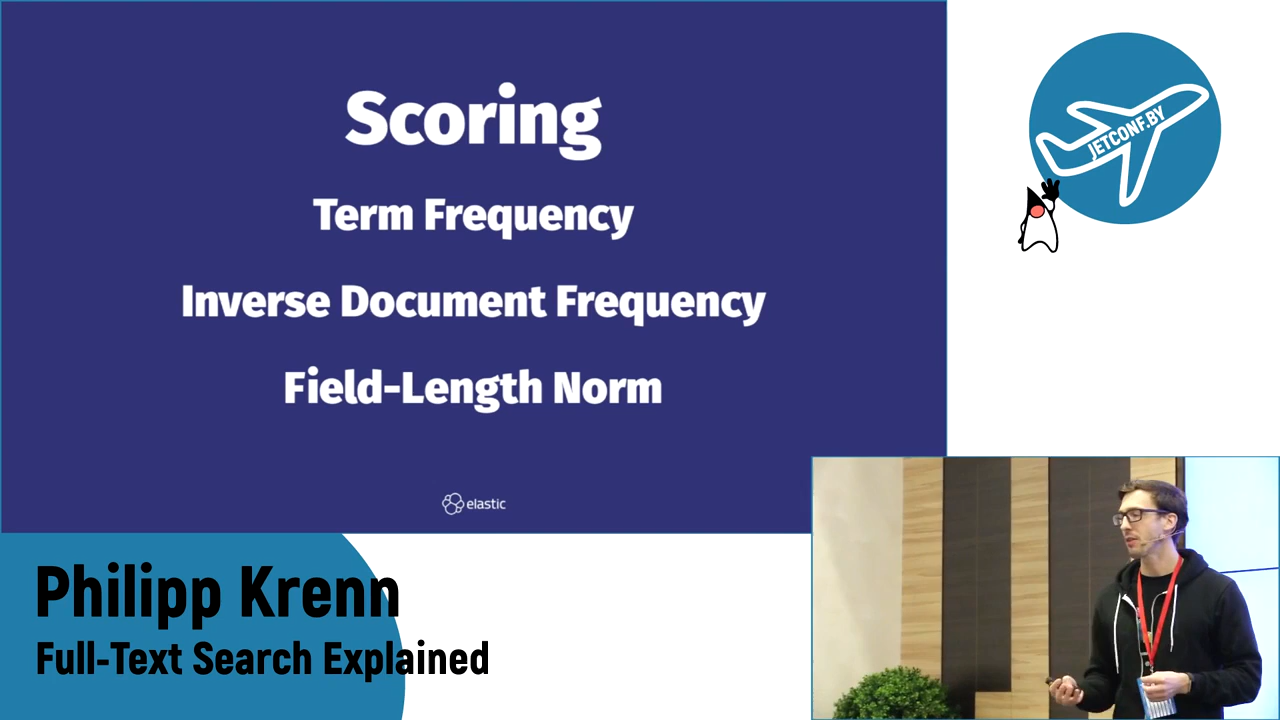 Scoring
Term Frequency
Inverse Document Frequency
Field-Length Norm
elastic
JETCONF.BY
Philipp Krenn
Full-Text Search Explained